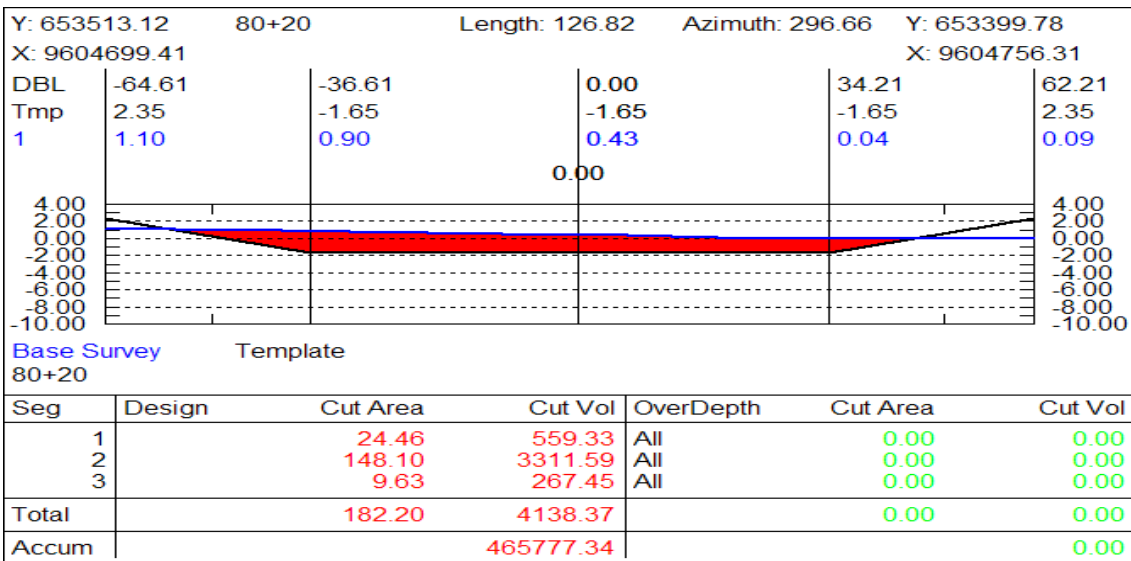 Y: 653513.12 80+20 Length: 126.82 Azimuth: 296.66 Y: 653399.78
X: 9604699.41 X: 9604756.31
DBL -64.61 -36.61 0.00 34.21 62.21
Tmp 2.35 -1.65 -1.65 -1.65 2.35
1 1.10 0.90 0.43 0.04 0.09
0.00
4.00 4.00
2.00 2.00
0.00 0.00
-2.00 -2.00
-4.00 -4.00
-6.00 -6.00
-8.00 -8.00
-10.00 -10.00
Base Survey Template
80+20
Seg Design Cut Area Cut Vol OverDepth Cut Area Cut Vol
1 24.46 559.33 All 0.00 0.00
2 148.10 3311.59 All 0.00 0.00
3 9.63 267.45 All 0.00 0.00
Total 182.20 4138.37 0.00 0.00
Accum 465777.34 0.00